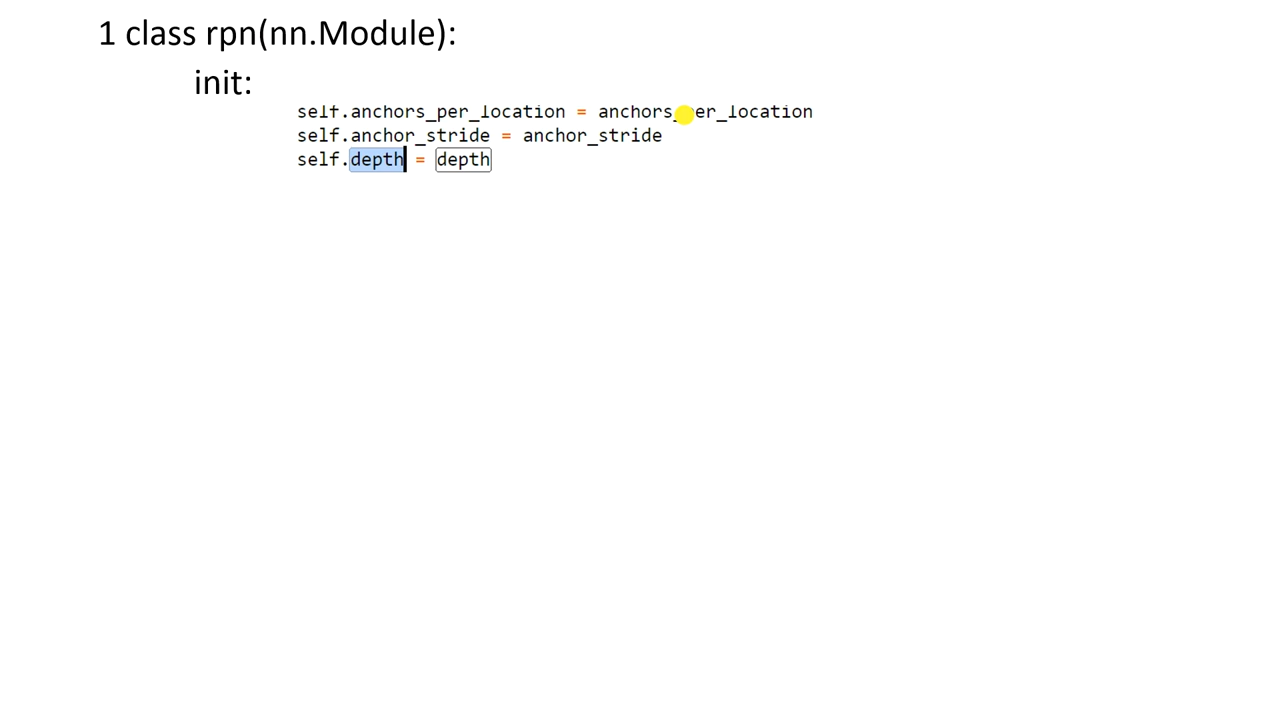 1 class rpn(nn.Module):
init:
self.anchors_per_location = anchors_per_location
self.anchor_stride = anchor_stride
self.depth = depth